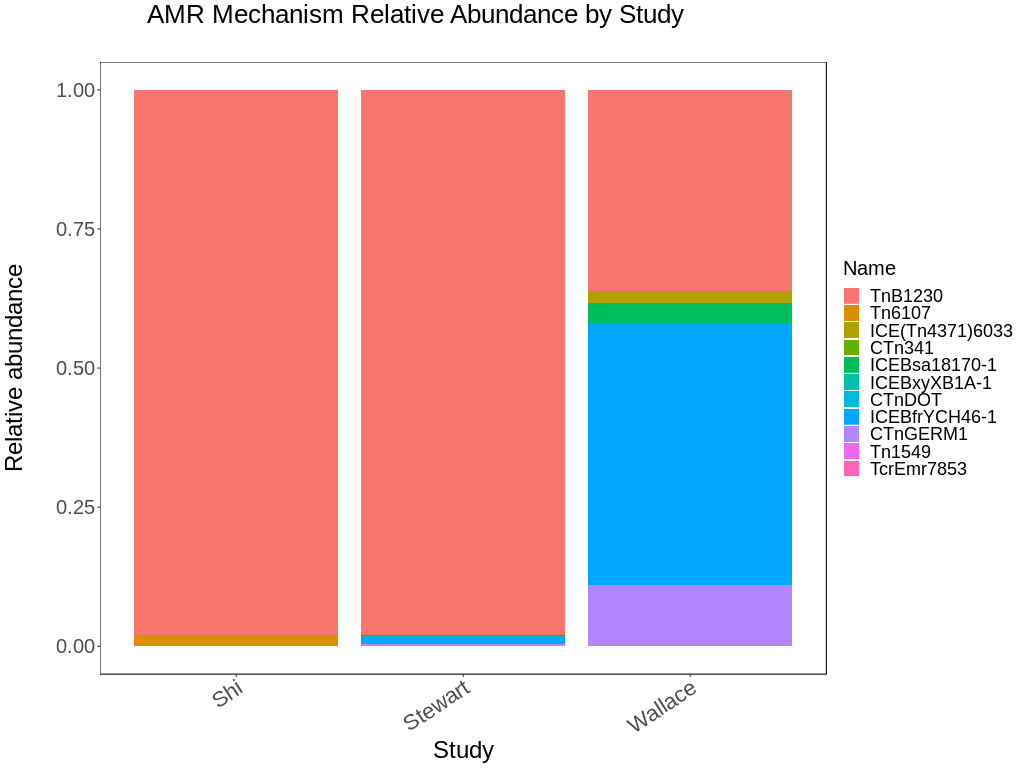 AMR Mechanism Relative Abundance by Study
Relative abundance
1.00
0.75
0.50
0.25
0.00
Shi
Stewart
Wallace
Study
Name
TnB1230
Tn6107
ICE(Tn4371)6033
CTn341
ICEBsa18170-1
ICEBxyXB1A-1
CTnDOT
ICEBfrYCH46-1
CTnGERM1
Tn1549
TcrEmr7853